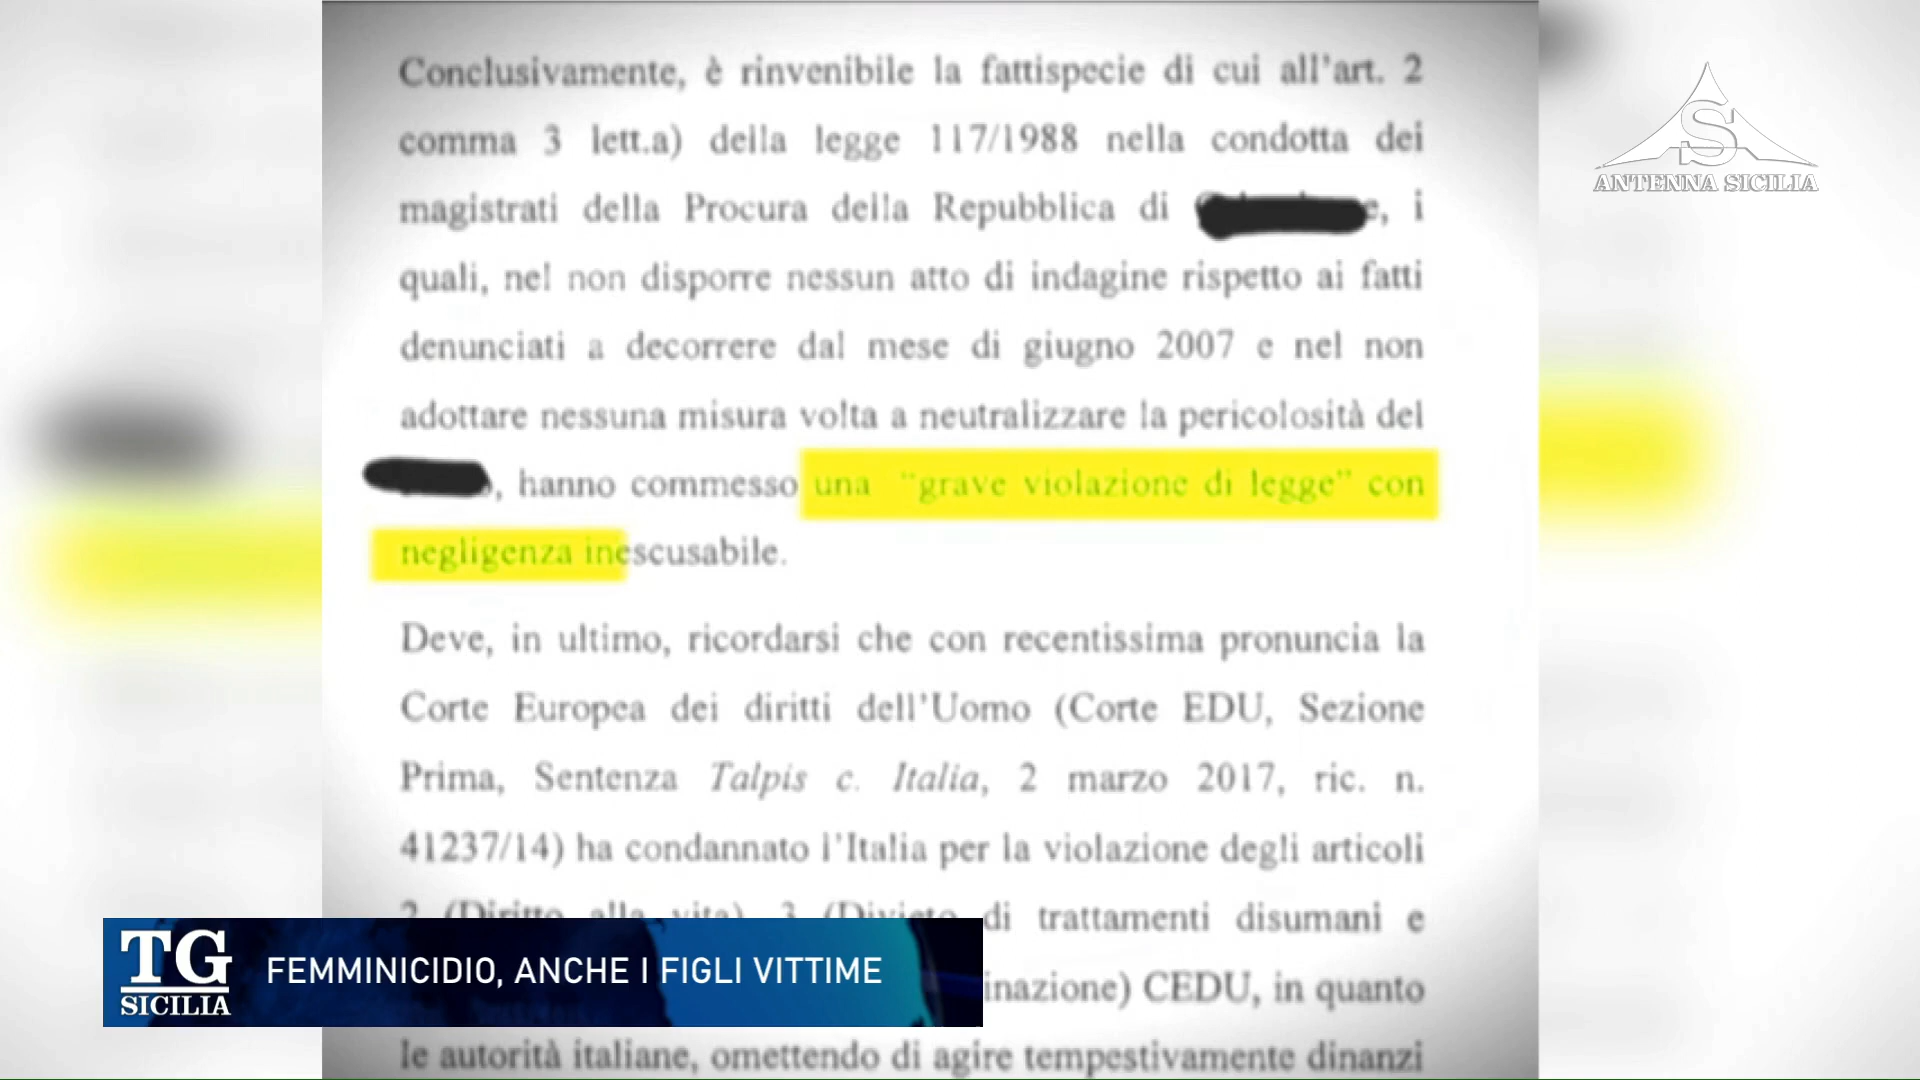 Conclusivamente, è rinvenibile la fattispecie di cui all'art. 2
comma 3 lett.a) della legge 117/1988 nella condotta dei
magistrati della Procura della Repubblica di e, i
quali, nel non disporre nessun atto di indagine rispetto ai fatti
denunciati a decorrere dal mese di giugno 2007 e nel non
adottare nessuna misura volta a neutralizzare la pericolosità del
, hanno commesso una "grave violazione di legge" con
negligenza inescusabile.
Deve, in ultimo, ricordarsi che con recentissima pronuncia la
Corte Europea dei diritti dell'Uomo (Corte EDU, Sezione
Prima, Sentenza Talpis c. Italia, 2 marzo 2017, ric. n.
41237/14) ha condannato l'Italia per la violazione degli articoli
2 (Diritto alla vita), 3 (Divieto di trattamenti disumani e
inazione) CEDU, in quanto
le autorità italiane, omettendo di agire tempestivamente dinanzi
S
ANTENNA SICILIA
TG
SICILIA
FEMMINICIDIO, ANCHE I FIGLI VITTIME